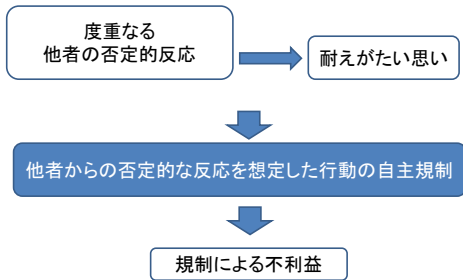 度重なる
他者の否定的反応
耐えがたい思い
他者からの否定的な反応を想定した行動の自主規制
規制による不利益